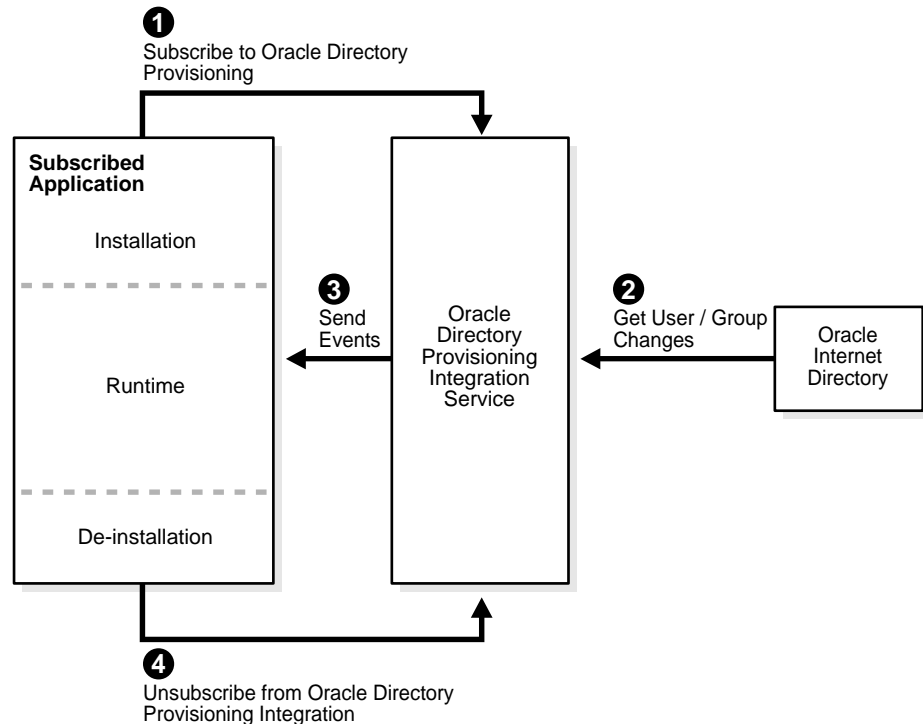 1
Subscribe to Oracle Directory
Provisioning
Subscribed
Application
Installation
Runtime
De-installation
3
Send
Events
Oracle
Directory
Provisioning
Integration
Service
2
Get User / Group
Changes
Oracle
Internet
Directory
4
Unsubscribe from Oracle Directory
Provisioning Integration